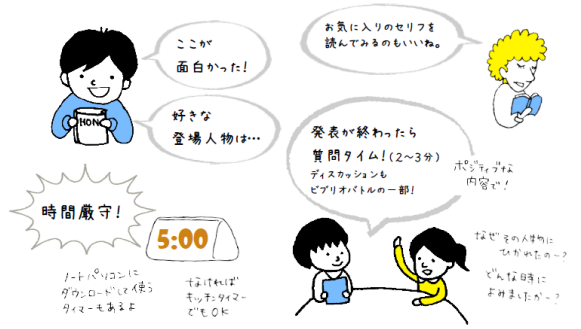 ここが
面白かった!
お気に入りのセリフを
読んでみるのもいいね。
HON
好きな
登場人物は…
発表が終わったら
質問タイム!(2〜3分)
ディスカッションも
ビブリオバトルの一部!
ポジティブな
内容で!
時間厳守!
5:00
ノートパソコンに
ダウンロードして使う
タイマーもあるよ
なければ
キッチンタイマー
でもOK
なぜその人物に
ひかれたの〜?
どんな時に
よみましたか〜?